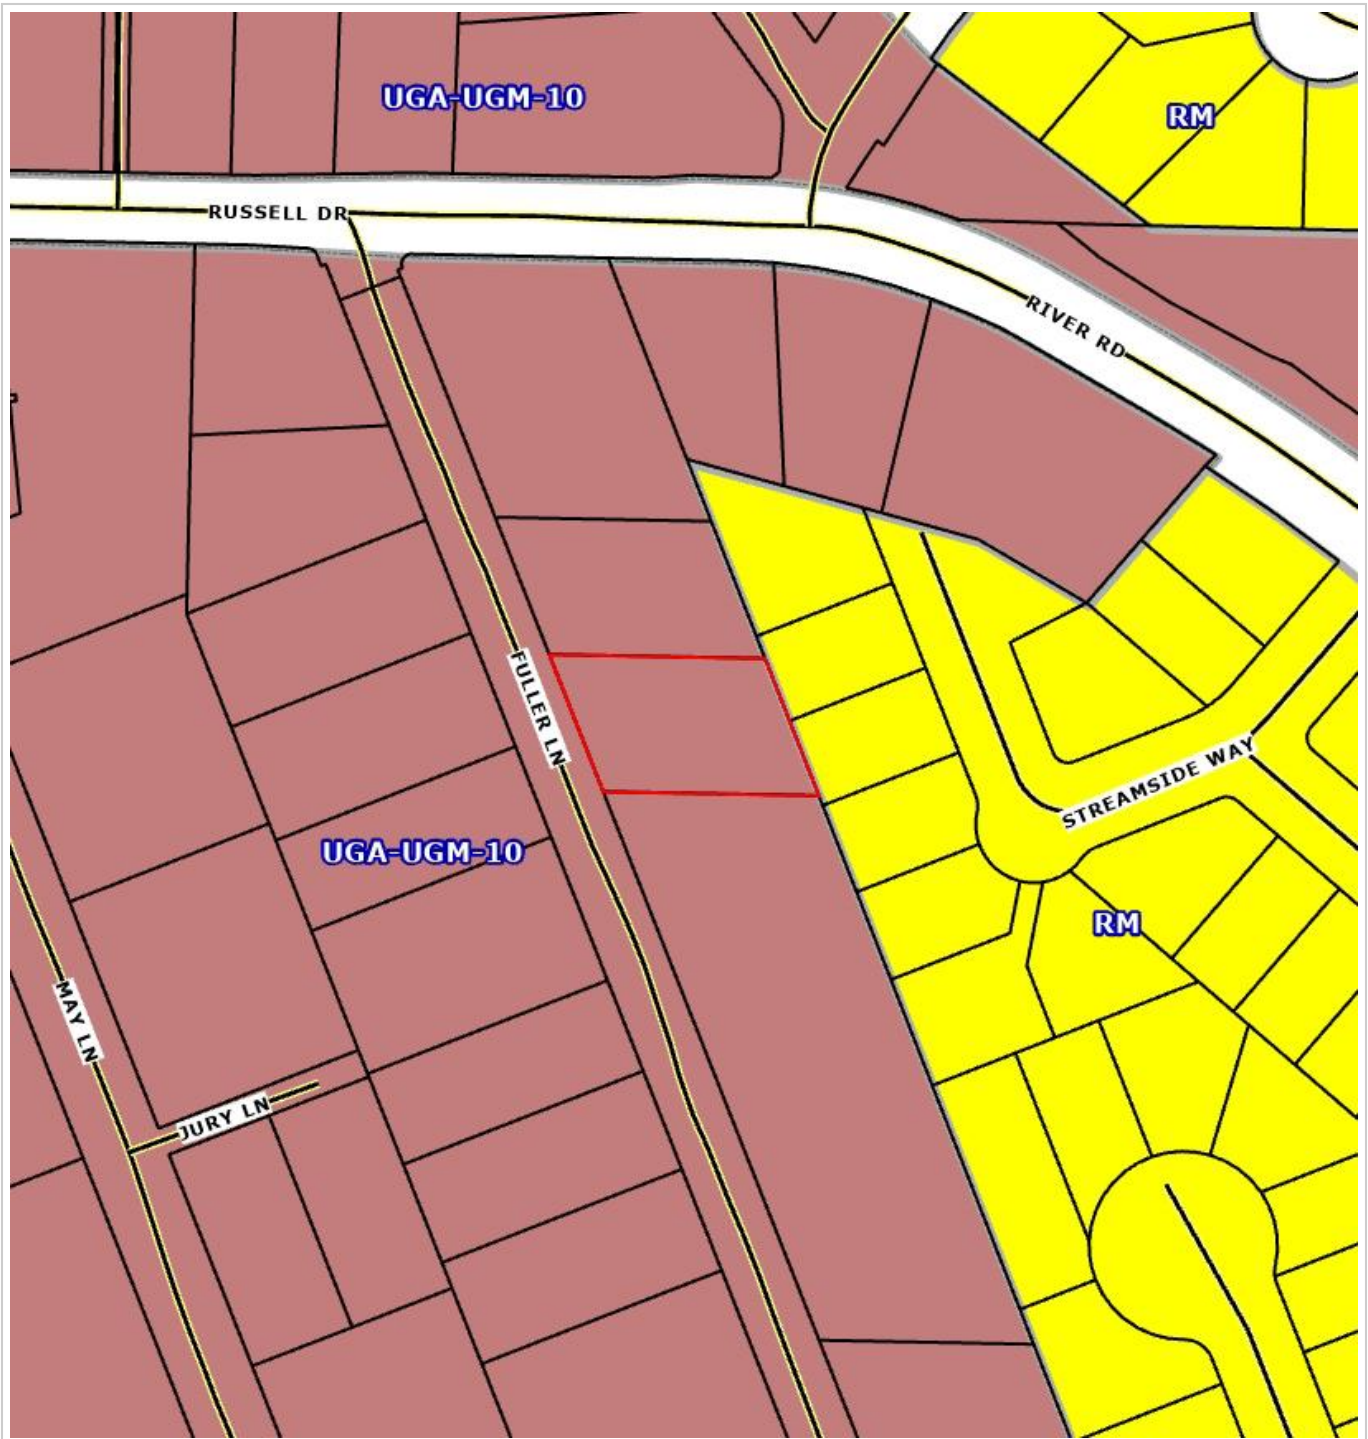 UGA-UGM-10
RM
RUSSELL DR
RIVER RD
FULLER LN
STREAMSIDE WAY
UGA-UGM-10
RM
MAY LN
JURY LN